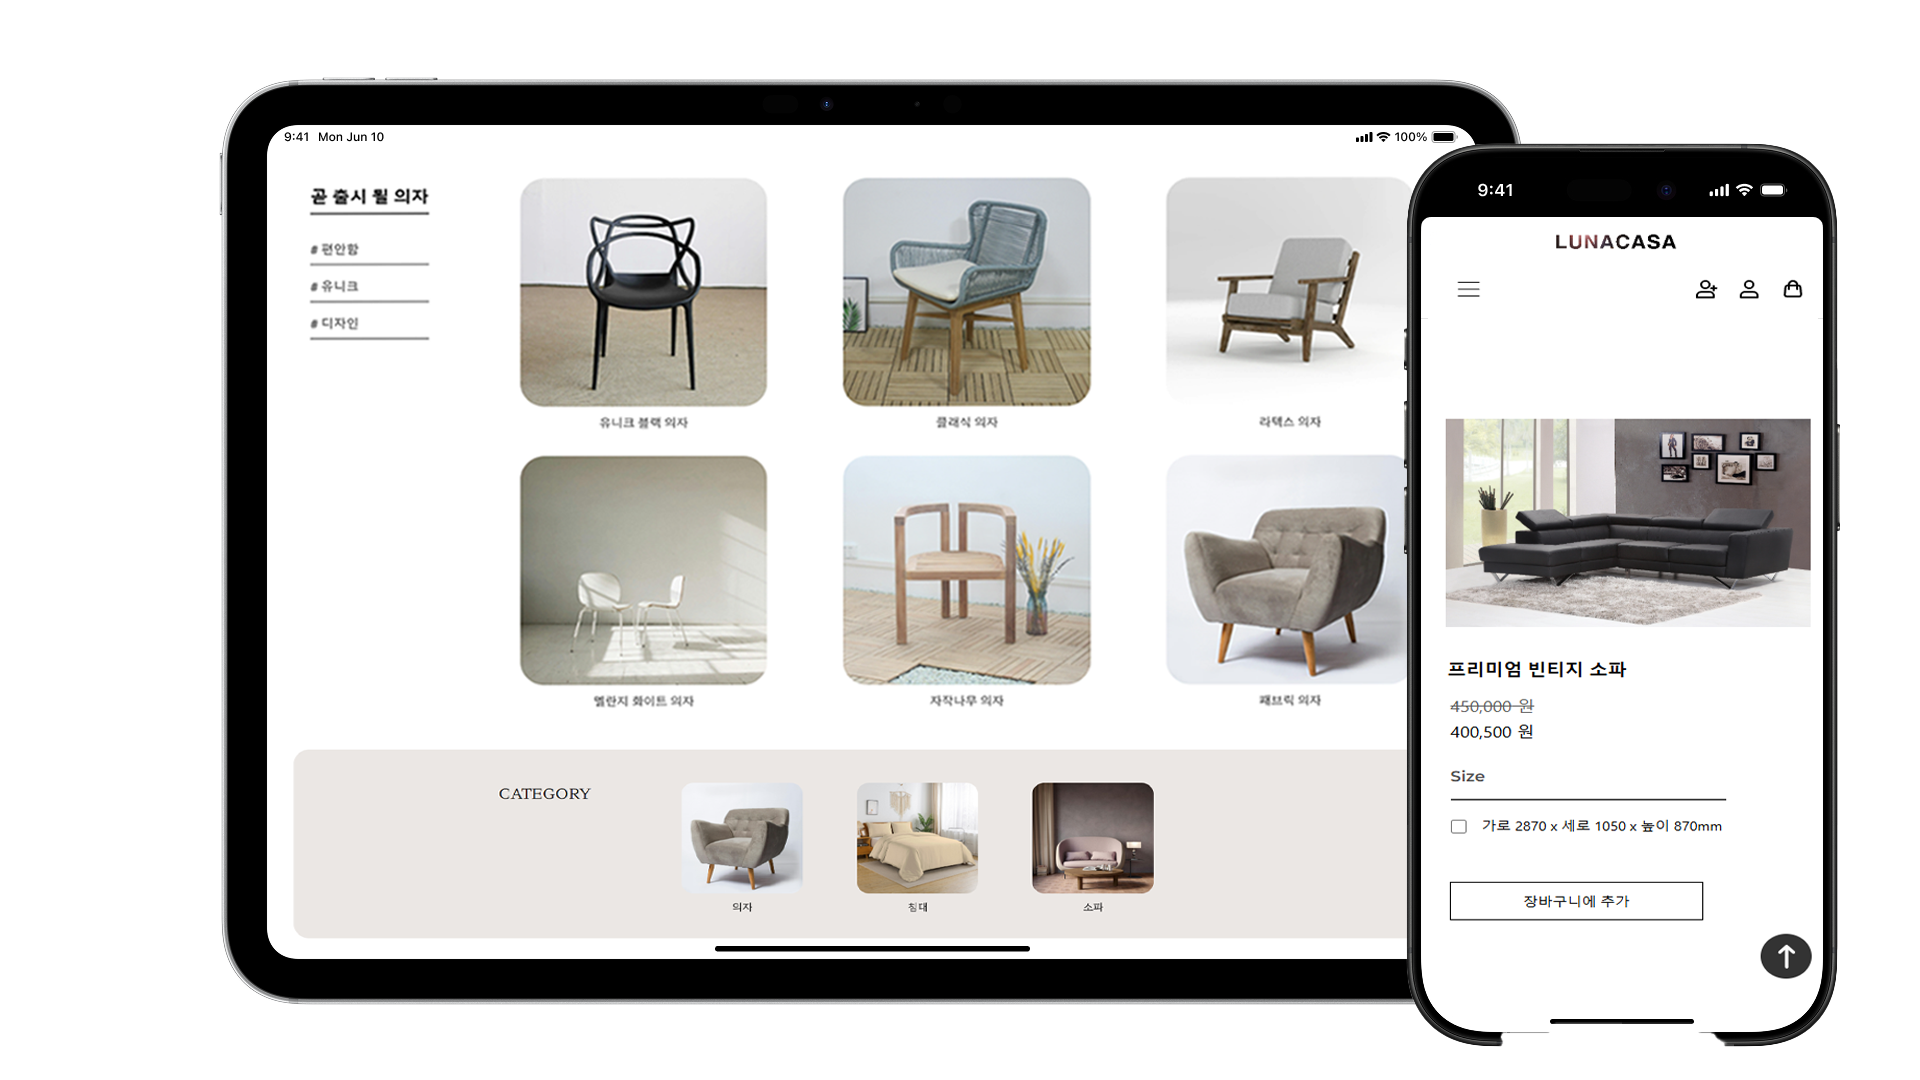 9:41 Mon Jun 10
100%
곧 출시 될 의자
# 편안함
# 유니크
# 디자인
유니크 블랙 의자
클래식 의자
라텍스 의자
멜란지 화이트 의자
자작나무 의자
패브릭 의자
CATEGORY
의자
침대
소파
9:41
LUNACASA
프리미엄 빈티지 소파
450,000 원
400,500 원
Size
가로 2870 x 세로 1050 x 높이 870mm
장바구니에 추가